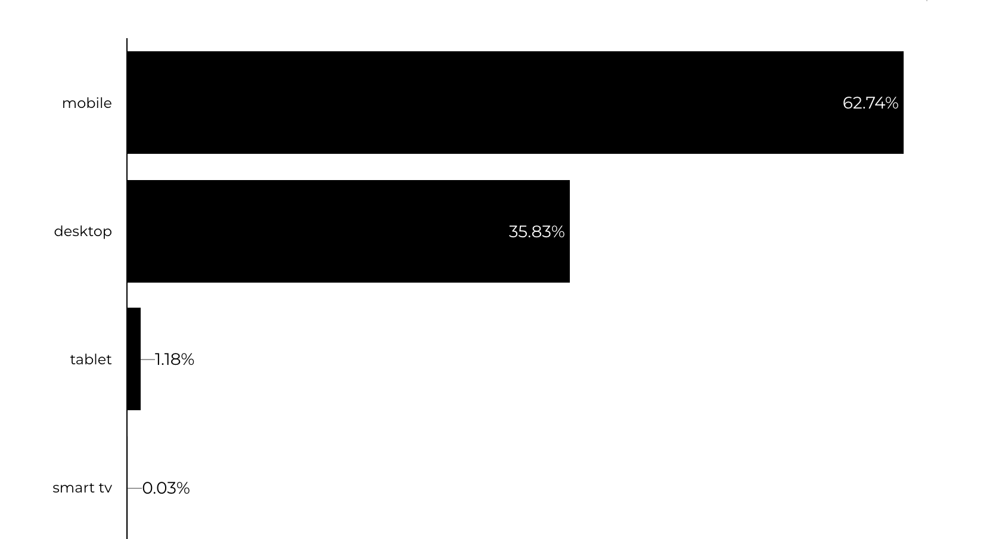 mobile 62.74%
desktop 35.83%
tablet 1.18%
smart tv 0.03%